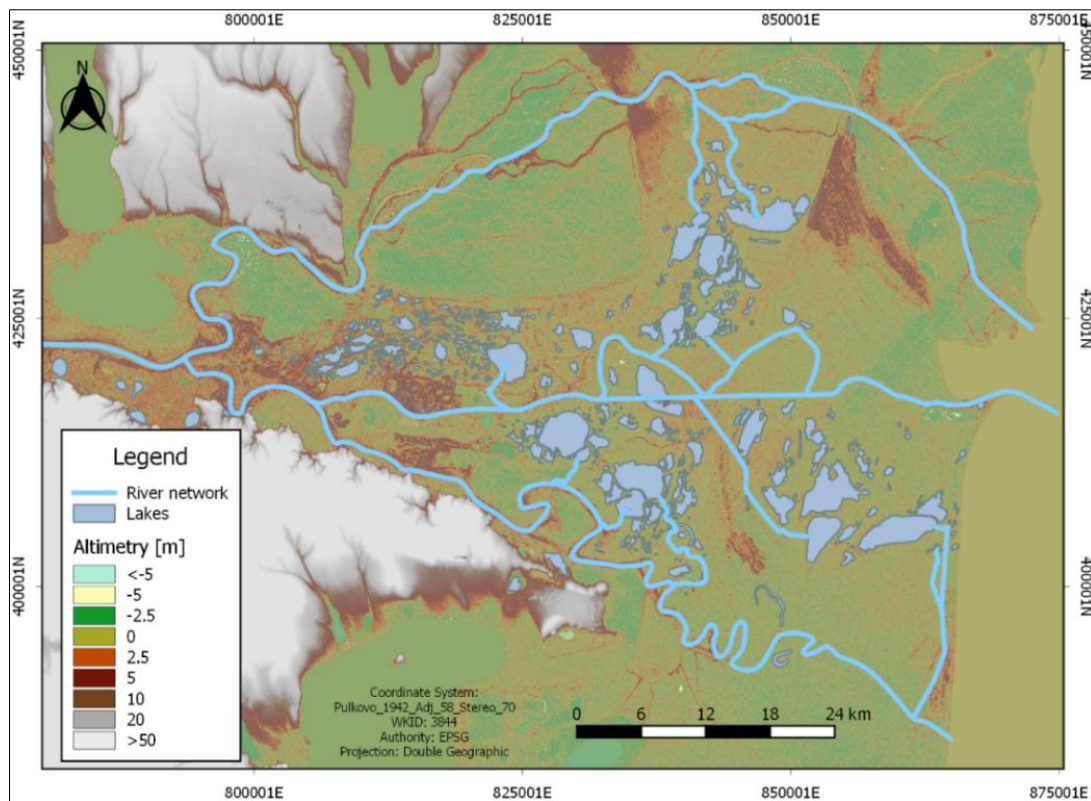 800001E 825001E 850001E 875001E
450001N
450001N
N
425001N
425001N
400001N
400001N
Legend
River network
Lakes
Altimetry [m]
<-5
-5
-2.5
0
2.5
5
10
20
>50
Coordinate System:
Pulkovo_1942_Adj_58_Stereo_70
WKID: 3844
Authority: EPSG
Projection: Double Geographic
0 6 12 18 24 km
800001E 825001E 850001E 875001E